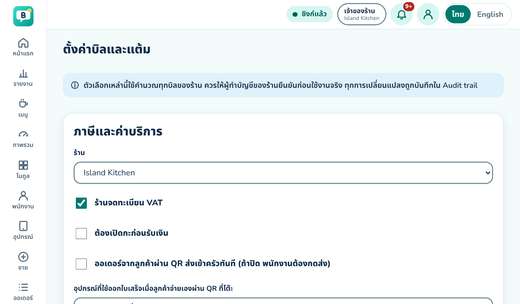 B
ซิงก์แล้ว
เจ้าของร้าน
Island Kitchen
9+
ไทย
English
หน้าแรก
รายงาน
เมนู
ภาพรวม
โมดูล
พนักงาน
อุปกรณ์
ขาย
ออเดอร์
ตั้งค่าบิลและแต้ม
ตัวเลือกเหล่านี้ใช้คำนวณทุกบิลของร้าน ควรให้ผู้ทำบัญชีของร้านยืนยันก่อนใช้งานจริง ทุกการเปลี่ยนแปลงถูกบันทึกใน Audit trail
ภาษีและค่าบริการ
ร้าน
Island Kitchen
ร้านจดทะเบียน VAT
ต้องเปิดกะก่อนรับเงิน
ออเดอร์จากลูกค้าผ่าน QR ส่งเข้าครัวทันที (ถ้าปิด พนักงานต้องกดส่ง)
อุปกรณ์ที่ใช้ออกใบเสร็จเมื่อลูกค้าจ่ายเองผ่าน QR ที่โต๊ะ